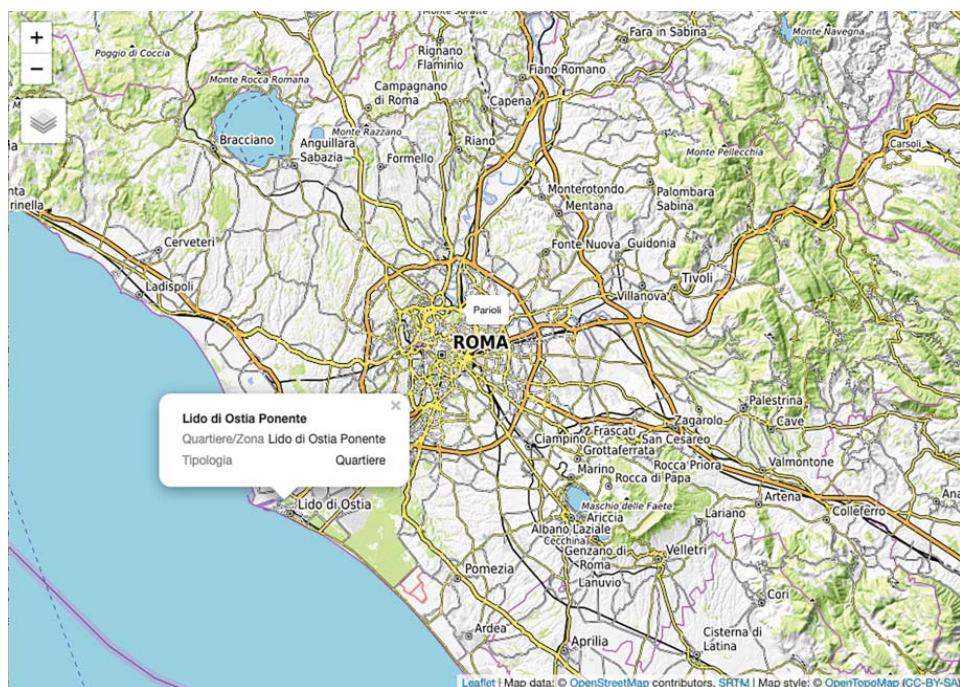 Monte Soratte
Monte Navegna
+
Poggio di Coccia
Rignano
Flaminio
Fara in Sabina
−
Monte Rocca Romana
Fiano Romano
Campagnano
di Roma
Capena
Bracciano
Anguillara
Sabazia
Monte Razzano
Riano
Carsoli
Formello
Monte Pellecchia
Monterotondo
Mentana
Palombara
Sabina
rinella
Cerveteri
Fonte Nuova
Guidonia
Ladispoli
Tivoli
Villanova
Parioli
ROMA
Lido di Ostia Ponente
×
Quartiere/Zona Lido di Ostia Ponente
Tipologia Quartiere
Palestrina
Zagarolo
Cave
Ciampino
Frascati
San Cesareo
Grottaferrata
Marino
Rocca Priora
Valmontone
Rocca di Papa
Lido di Ostia
Maschio delle Faete
Artena
Ariccia
Albano Laziale
Lariano
Colleferro
Cecchina
Genzano di
Roma
Velletri
Pomezia
Lanuvio
Cori
Ardea
Aprilia
Cisterna di
Latina
Leaflet | Map data: © OpenStreetMap contributors, SRTM | Map style: © OpenTopoMap (CC-BY-SA)